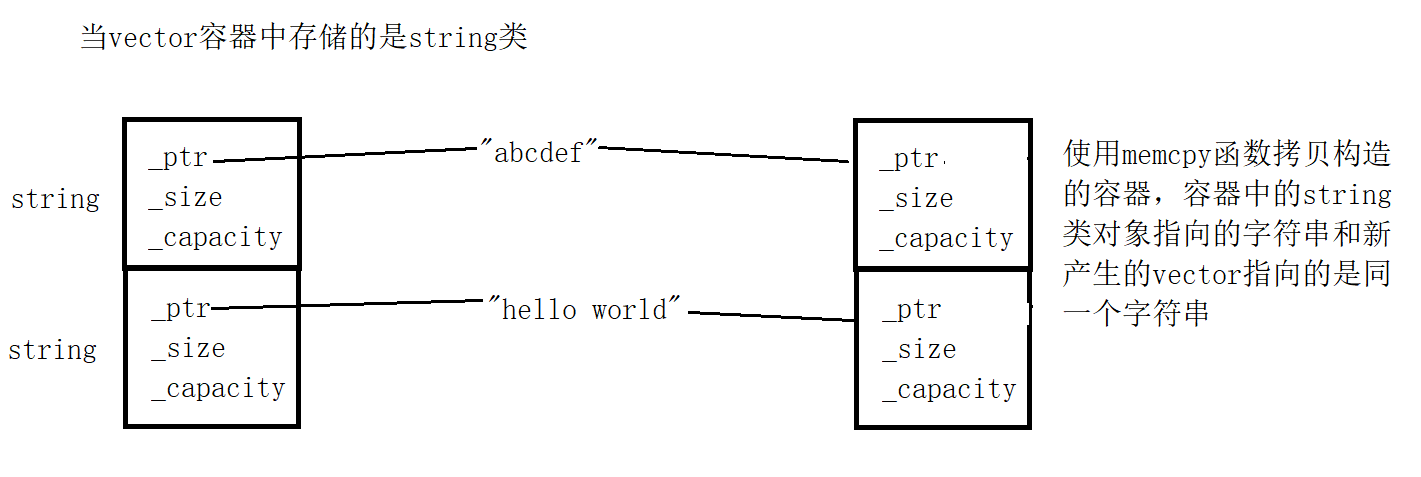 当vector容器中存储的是string类
_ptr
_size
_capacity
string
"abcdef"
_ptr
_size
_capacity
使用memcpy函数拷贝构造
的容器，容器中的string
类对象指向的字符串和新
产生的vector指向的是同
一个字符串
_ptr
_size
_capacity
string
"hello world"
_ptr
_size
_capacity